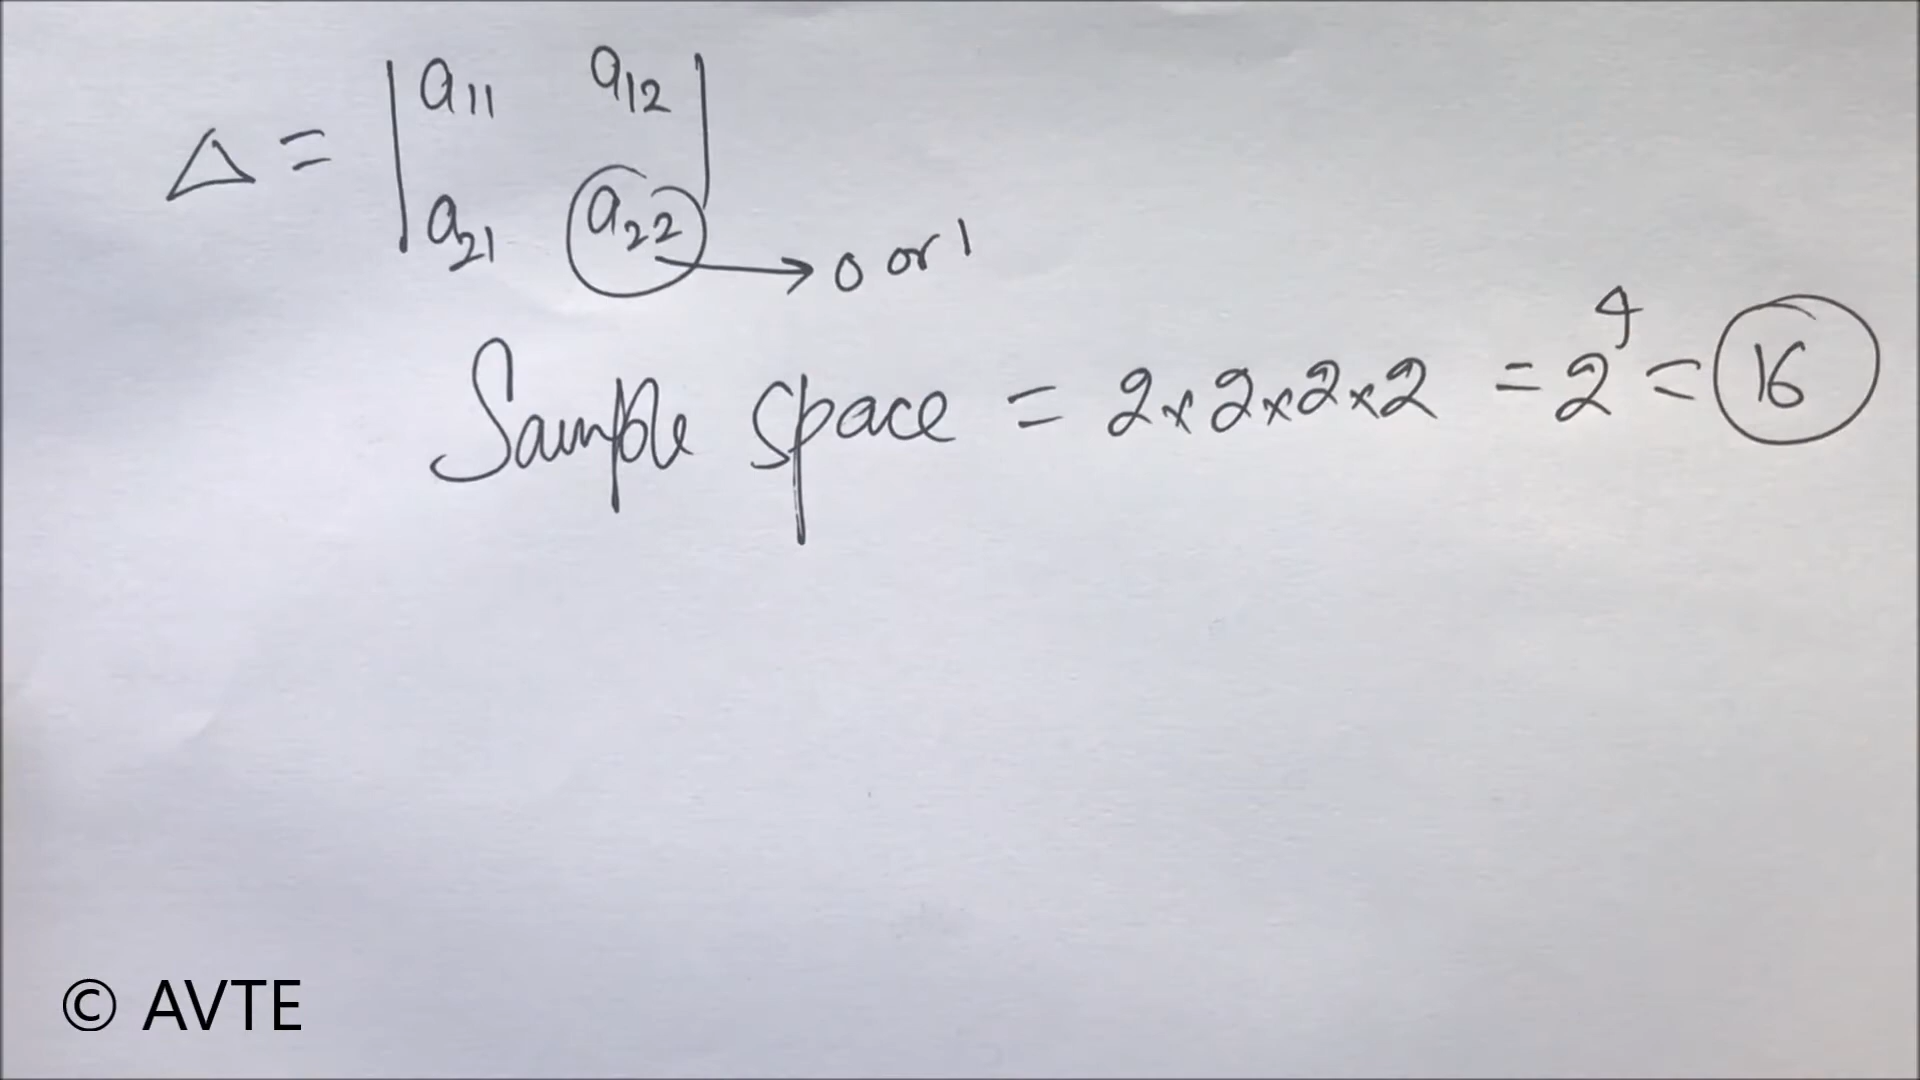 Δ = | a11 a12 |
| a21 a22 | → 0 or 1
Sample space = 2×2×2×2 = 2^4 = 16
© AVTE